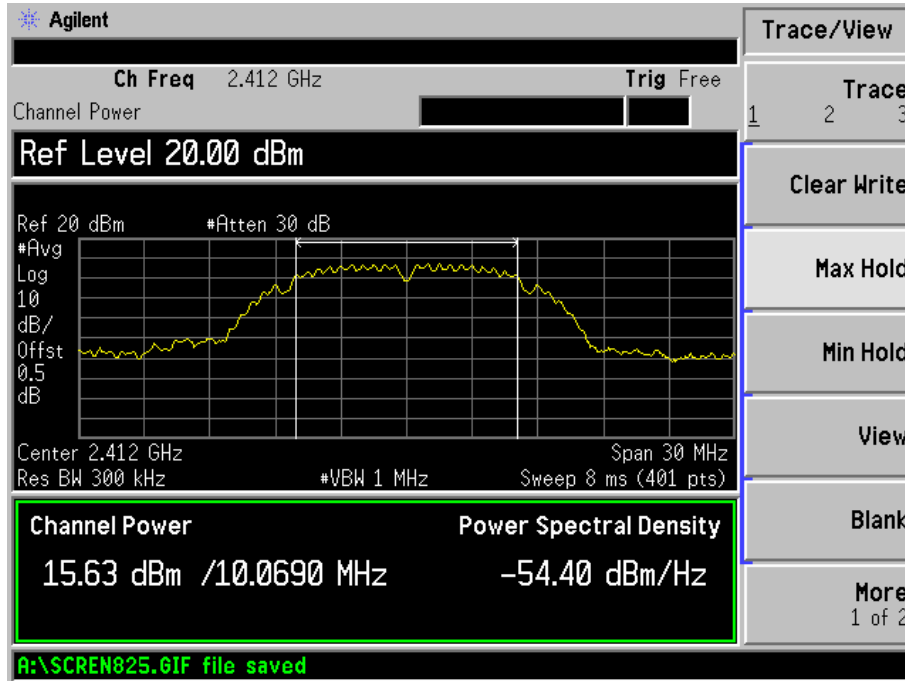 Agilent
Trace/View
Ch Freq 2.412 GHz Trig Free
Channel Power
Trace
1 2 3
Ref Level 20.00 dBm
Clear Write
Ref 20 dBm #Atten 30 dB
#Avg
Log
10
dB/
Offst
0.5
dB
Max Hold
Min Hold
Center 2.412 GHz Span 30 MHz
Res BW 300 kHz #VBW 1 MHz Sweep 8 ms (401 pts)
View
Channel Power Power Spectral Density
15.63 dBm /10.0690 MHz -54.40 dBm/Hz
Blank
More
1 of 2
A:\SCREN825.GIF file saved